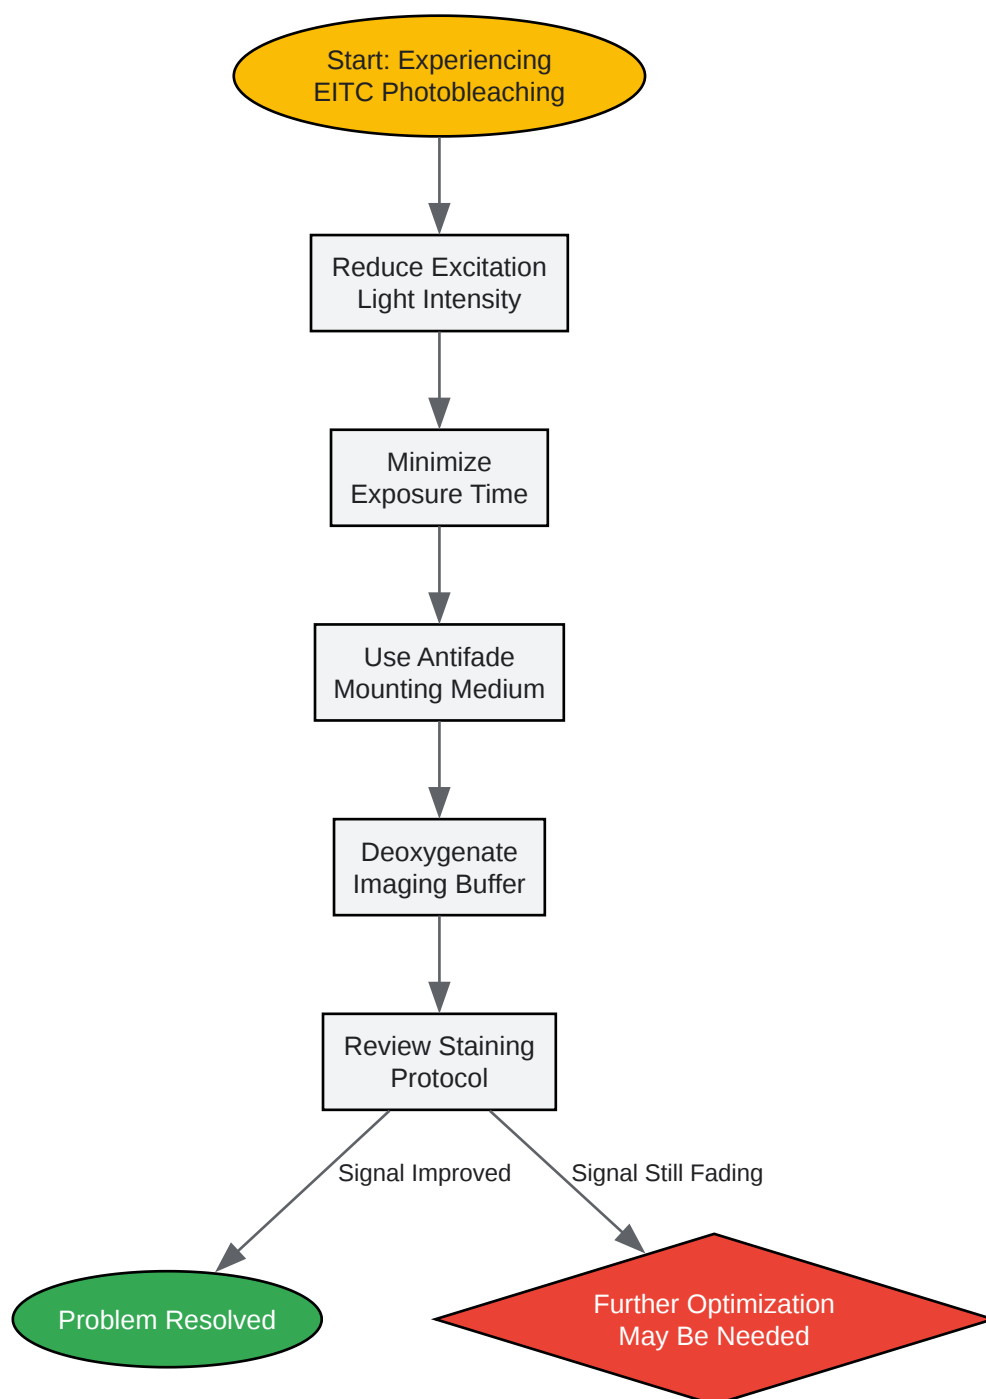 Start: Experiencing
EITC Photobleaching
Reduce Excitation
Light Intensity
Minimize
Exposure Time
Use Antifade
Mounting Medium
Deoxygenate
Imaging Buffer
Review Staining
Protocol
Signal Improved
Signal Still Fading
Problem Resolved
Further Optimization
May Be Needed